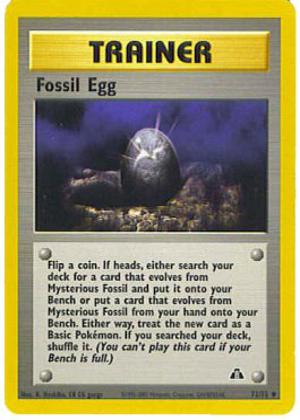 TRAINER
Fossil Egg
Flip a coin. If heads, either search your
deck for a card that evolves from
Mysterious Fossil and put it onto your
Bench or put a card that evolves from
Mysterious Fossil from your hand onto your
Bench. Either way, treat the new card as a
Basic Pokémon. If you searched your deck,
shuffle it. (You can't play this card if your
Bench is full.)
72/75